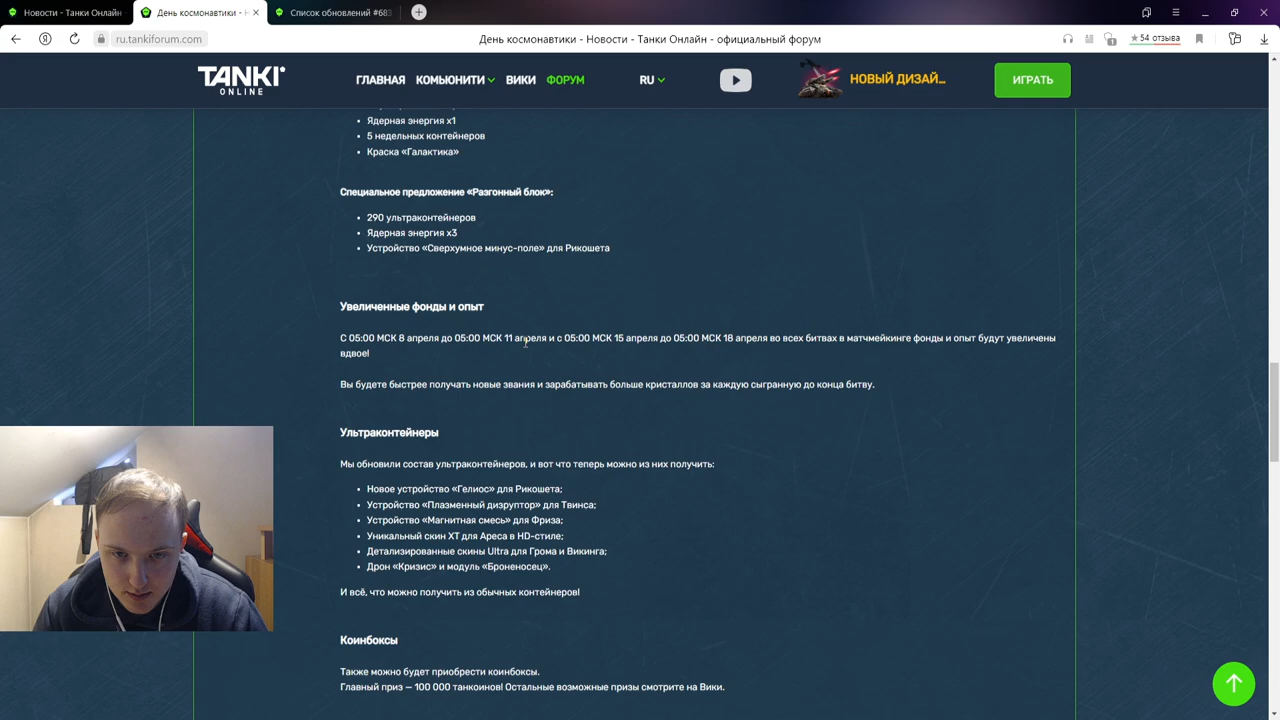 Новости - Танки Онлайн
День космонавтики - Н
Список обновлений #683
ru.tankiforum.com
День космонавтики - Новости - Танки Онлайн - официальный форум
54 отзыва
TANKI
ONLINE
ГЛАВНАЯ
КОМЬЮНИТИ
ВИКИ
ФОРУМ
RU
НОВЫЙ ДИЗАЙ…
ИГРАТЬ
Ядерная энергия x1
5 недельных контейнеров
Краска «Галактика»
Специальное предложение «Разгонный блок»:
290 ультраконтейнеров
Ядерная энергия x3
Устройство «Сверхумное минус-поле» для Рикошета
Увеличенные фонды и опыт
С 05:00 МСК 8 апреля до 05:00 МСК 11 апреля и с 05:00 МСК 15 апреля до 05:00 МСК 18 апреля во всех битвах в матчмейкинге фонды и опыт будут увеличены
вдвое!
Вы будете быстрее получать новые звания и зарабатывать больше кристаллов за каждую сыгранную до конца битву.
Ультраконтейнеры
Мы обновили состав ультраконтейнеров, и вот что теперь можно из них получить:
Новое устройство «Гелиос» для Рикошета;
Устройство «Плазменный дизруптор» для Твинса;
Устройство «Магнитная смесь» для Фриза;
Уникальный скин XT для Ареса в HD-стиле;
Детализированные скины Ultra для Грома и Викинга;
Дрон «Кризис» и модуль «Броненосец».
И всё, что можно получить из обычных контейнеров!
Коинбоксы
Также можно будет приобрести коинбоксы.
Главный приз — 100 000 танкоинов! Остальные возможные призы смотрите на Вики.